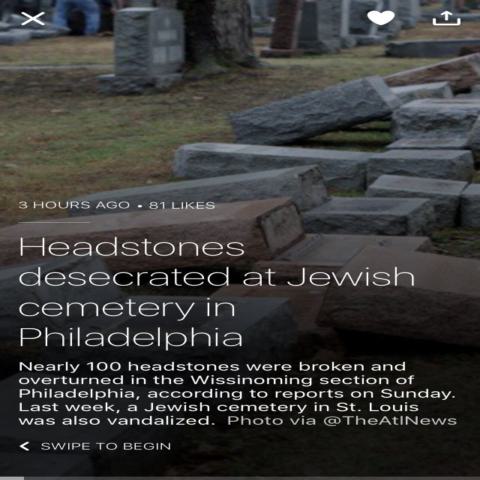 3 HOURS AGO • 81 LIKES
Headstones
desecrated at Jewish
cemetery in
Philadelphia
Nearly 100 headstones were broken and
overturned in the Wissinoming section of
Philadelphia, according to reports on Sunday.
Last week, a Jewish cemetery in St. Louis
was also vandalized.  Photo via @TheAtlNews
SWIPE TO BEGIN